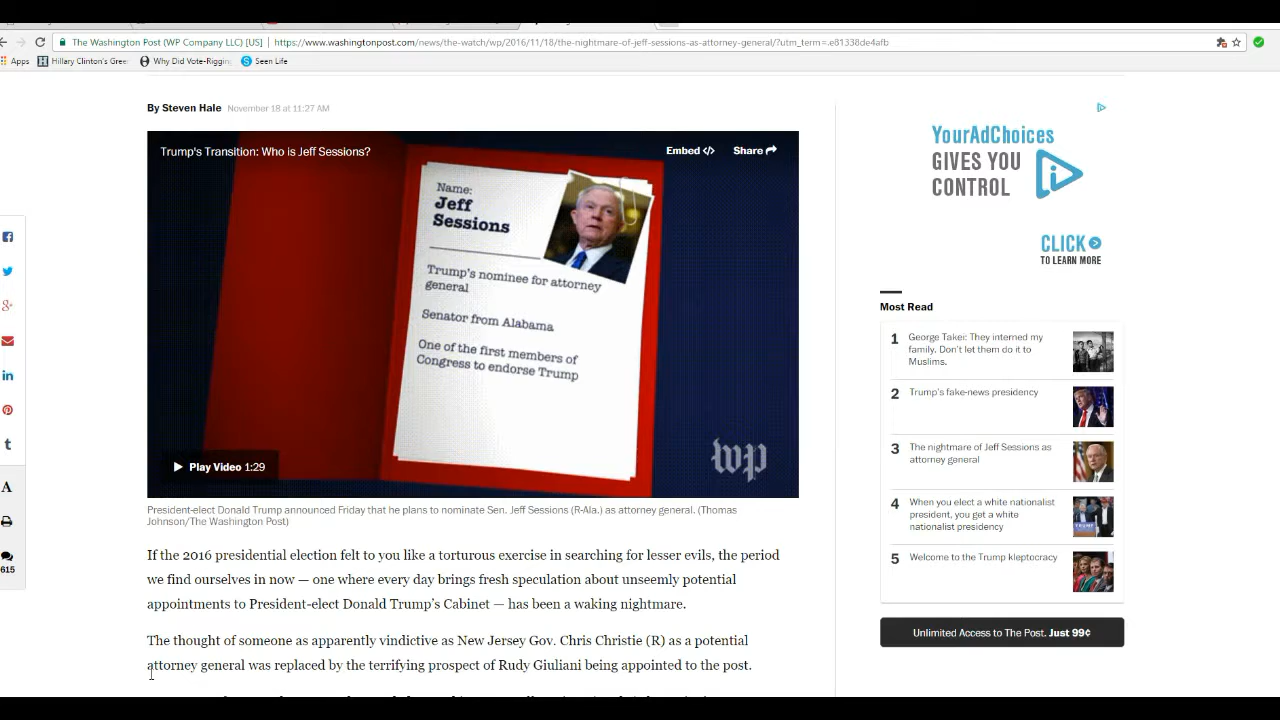 The Washington Post (WP Company LLC) [US]
https://www.washingtonpost.com/news/the-watch/wp/2016/11/18/the-nightmare-of-jeff-sessions-as-attorney-general/?utm_term=.e81338de4afb
Apps
Hillary Clinton's Gree
Why Did Vote-Rigging
Seen Life
By Steven Hale November 18 at 11:27 AM
Trump's Transition: Who is Jeff Sessions?
Embed </>
Share
Name:
Jeff
Sessions
Trump's nominee for attorney
general
Senator from Alabama
One of the first members of
Congress to endorse Trump
Play Video 1:29
wp
President-elect Donald Trump announced Friday that he plans to nominate Sen. Jeff Sessions (R-Ala.) as attorney general. (Thomas
Johnson/The Washington Post)
If the 2016 presidential election felt to you like a torturous exercise in searching for lesser evils, the period
we find ourselves in now — one where every day brings fresh speculation about unseemly potential
appointments to President-elect Donald Trump's Cabinet — has been a waking nightmare.
The thought of someone as apparently vindictive as New Jersey Gov. Chris Christie (R) as a potential
attorney general was replaced by the terrifying prospect of Rudy Giuliani being appointed to the post.
615
YourAdChoices
GIVES YOU
CONTROL
CLICK
TO LEARN MORE
Most Read
1 George Takei: They interned my
family. Don't let them do it to
Muslims.
2 Trump's fake-news presidency
3 The nightmare of Jeff Sessions as
attorney general
4 When you elect a white nationalist
president, you get a white
nationalist presidency
TRUMP
5 Welcome to the Trump kleptocracy
Unlimited Access to The Post. Just 99¢